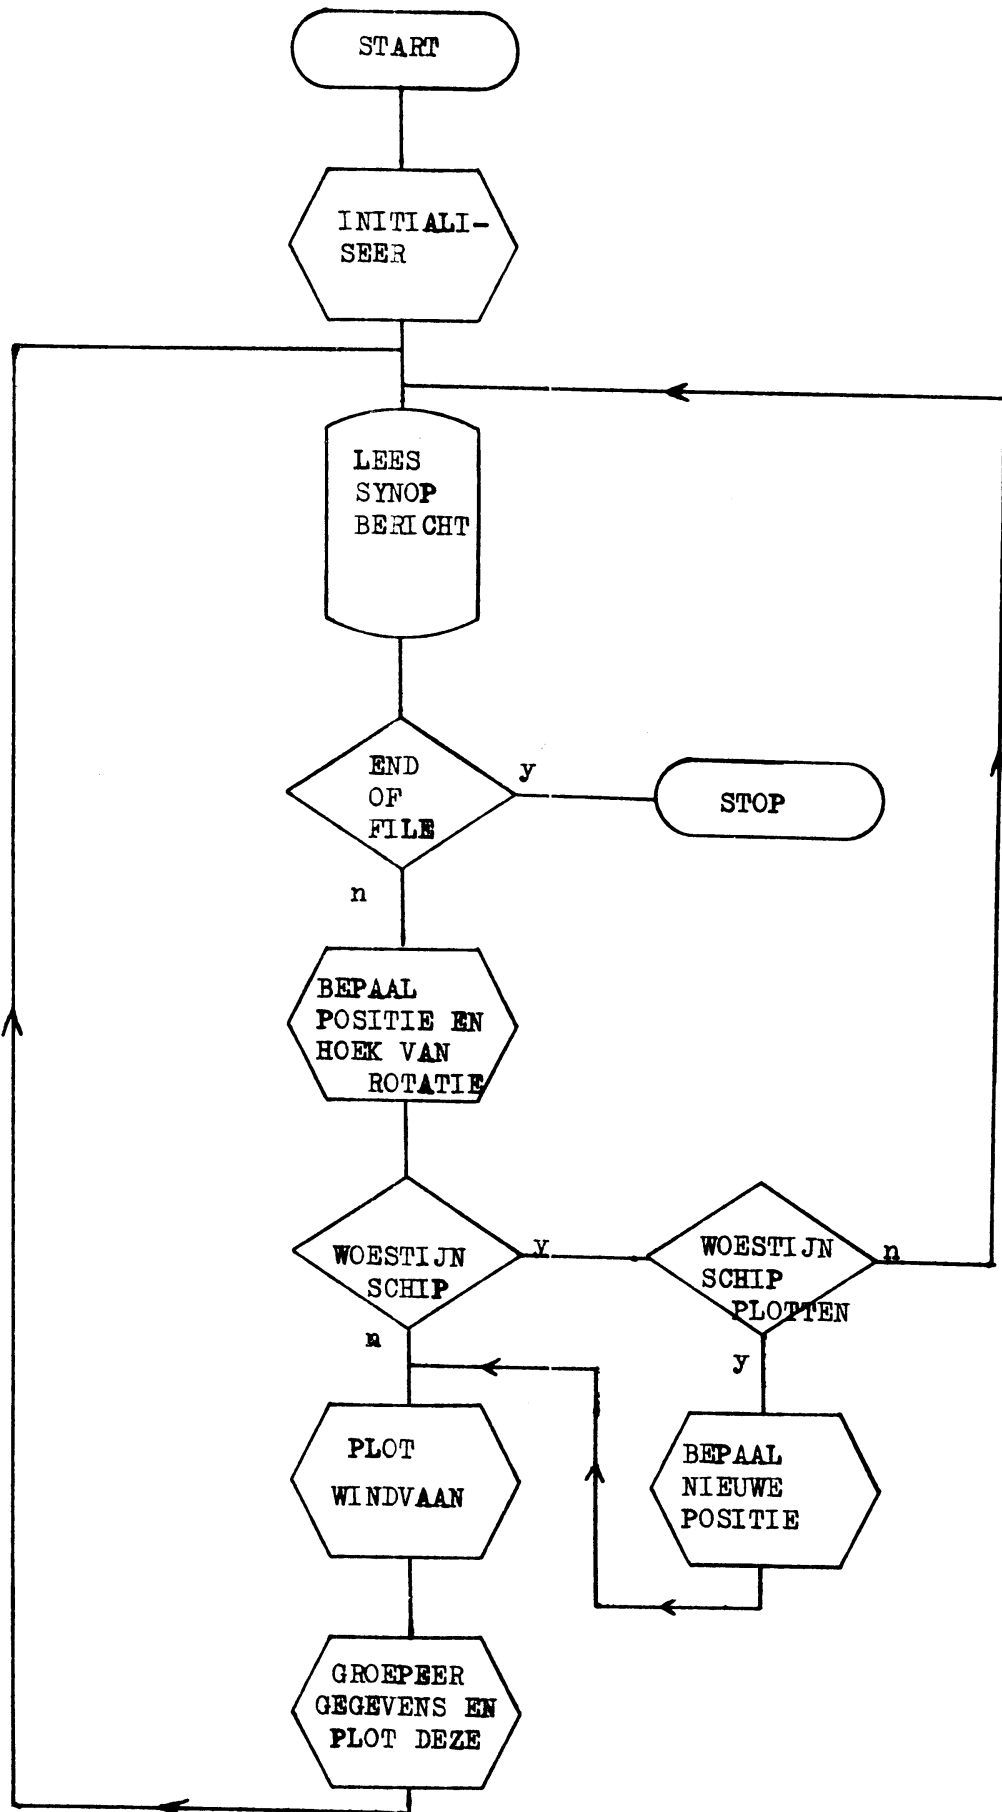 START
INITIALI-
SEER
LEES
SYNOP
BERICHT
END
OF
FILE
y
STOP
n
BEPAAL
POSITIE EN
HOEK VAN
ROTATIE
WOESTIJN
SCHIP
y
WOESTIJN
SCHIP
PLOTTEN
n
n
y
PLOT
WINDVAAN
BEPAAL
NIEUWE
POSITIE
GROEPEER
GEGEVENS EN
PLOT DEZE